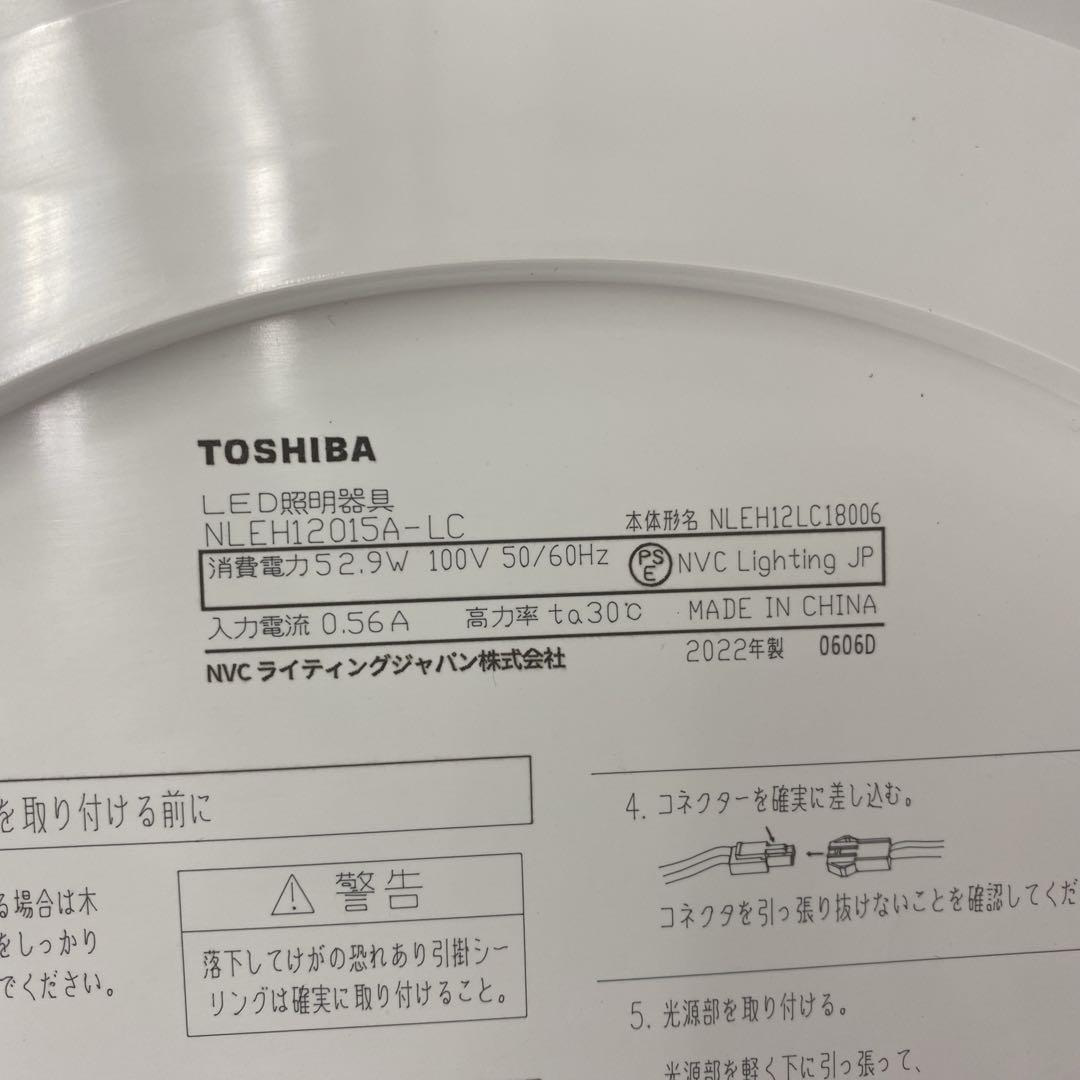 TOSHIBA
LED照明器具
NLEH12015A-LC 本体形名 NLEH12LC18006
消費電力52.9W 100V 50/60Hz PSE NVC Lighting JP
入力電流 0.56A 高力率 ta30℃ MADE IN CHINA
NVC ライティングジャパン株式会社 2022年製 0606D
を取り付ける前に
る場合は木
をしっかり
でください。
警告
落下してけがの恐れあり引掛シー
リングは確実に取り付けること。
4. コネクターを確実に差し込む。
コネクタを引っ張り抜けないことを確認してくだ
5. 光源部を取り付ける。
光源部を軽く下に引っ張って、